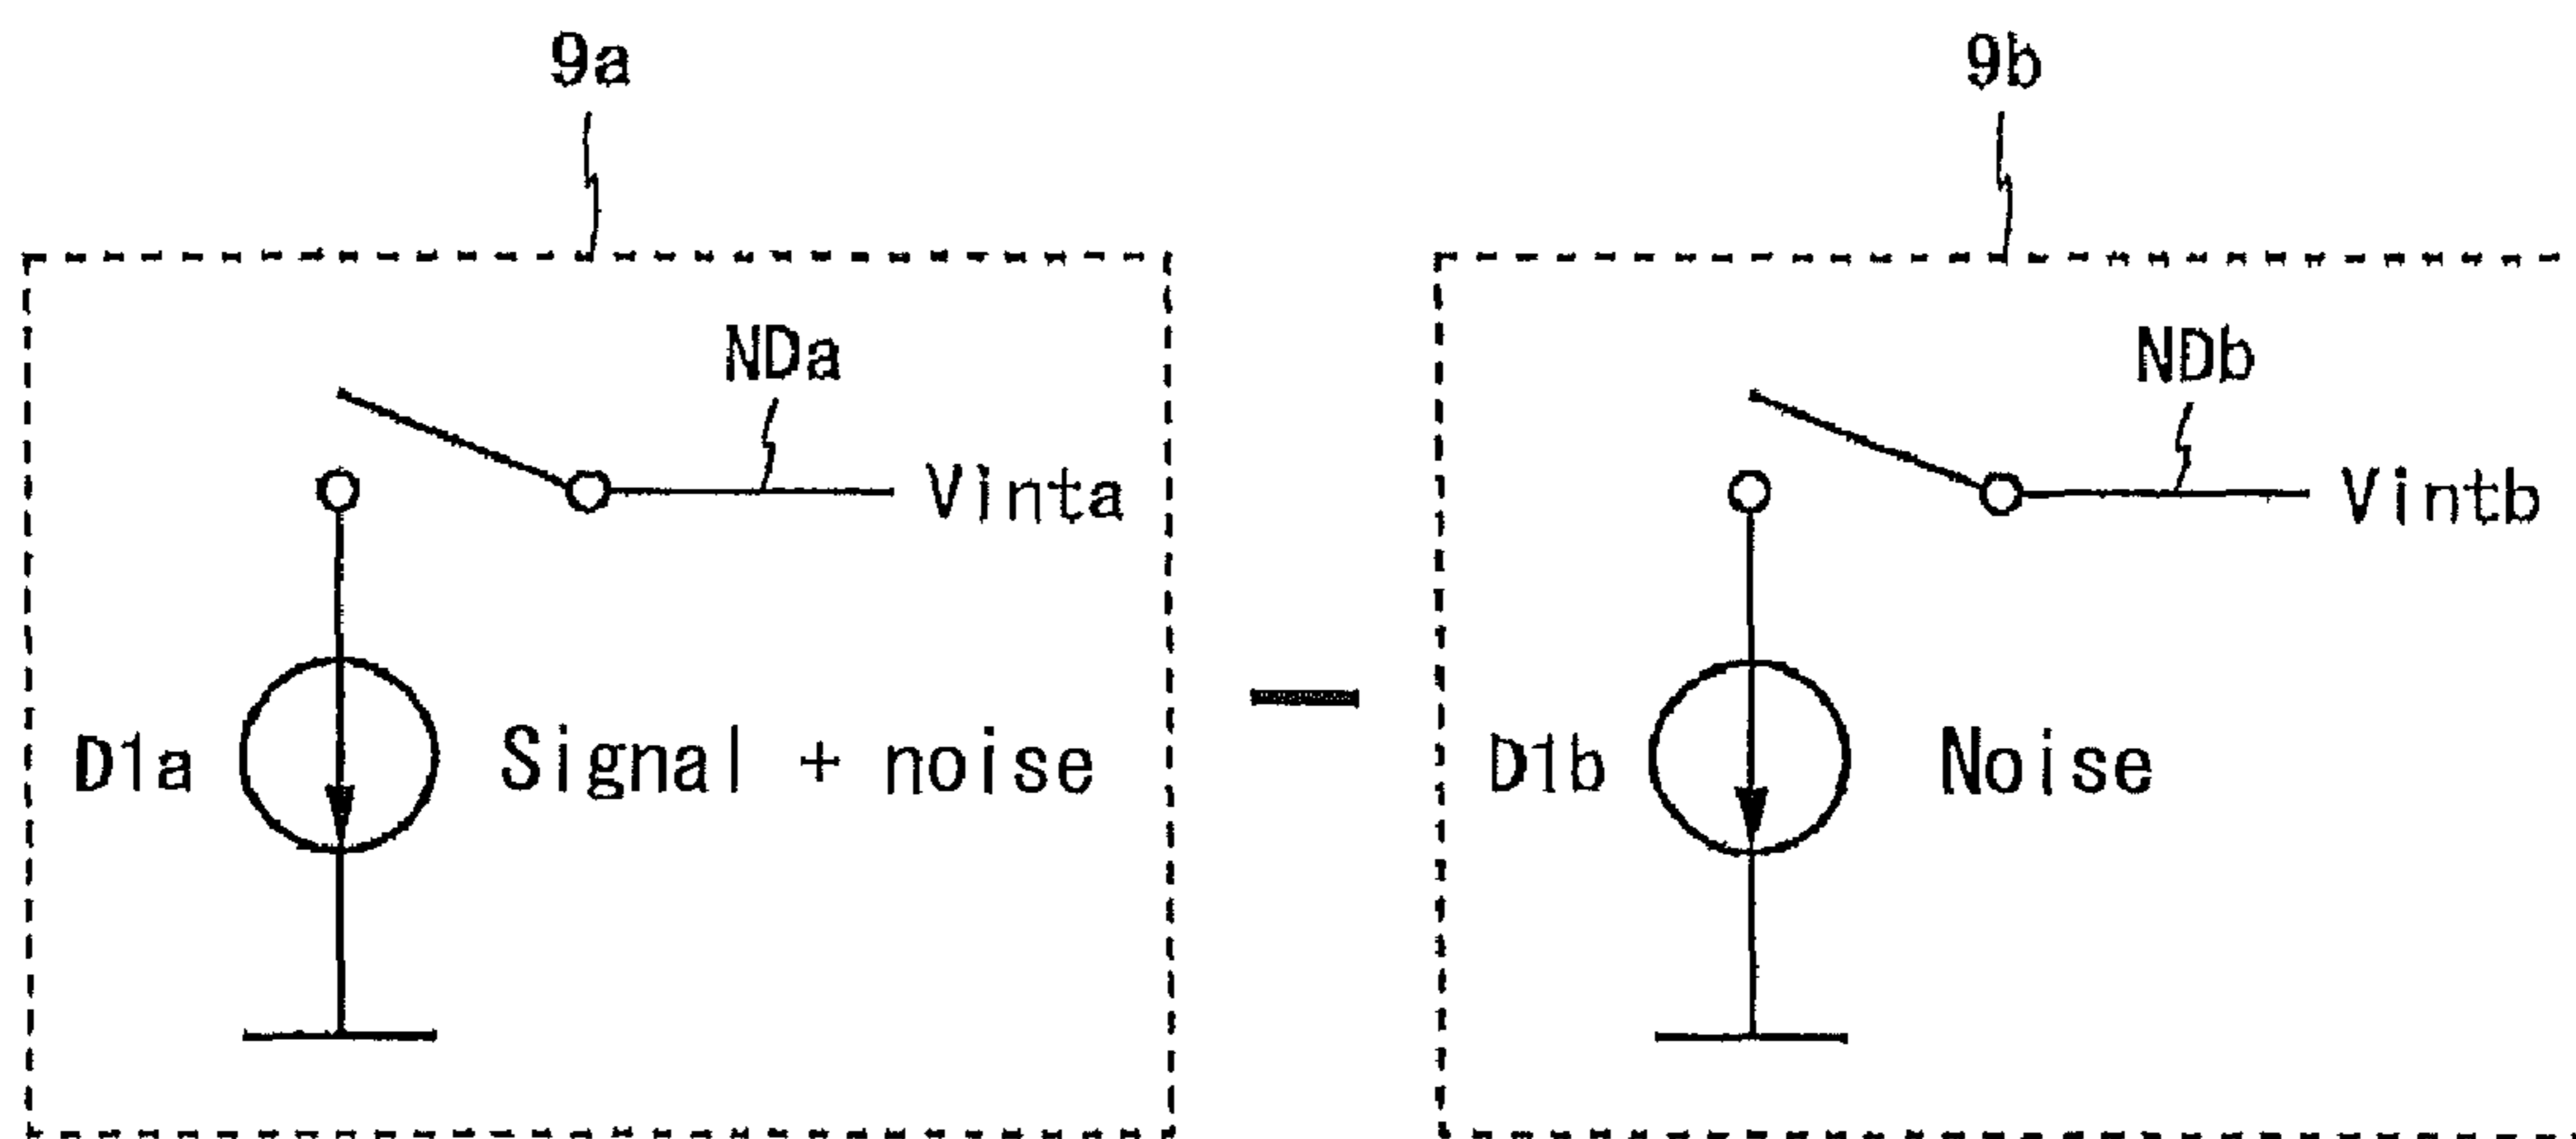 9a
9b
NDa
NDb
Vinta
Vintb
D1a
Signal + noise
D1b
Noise